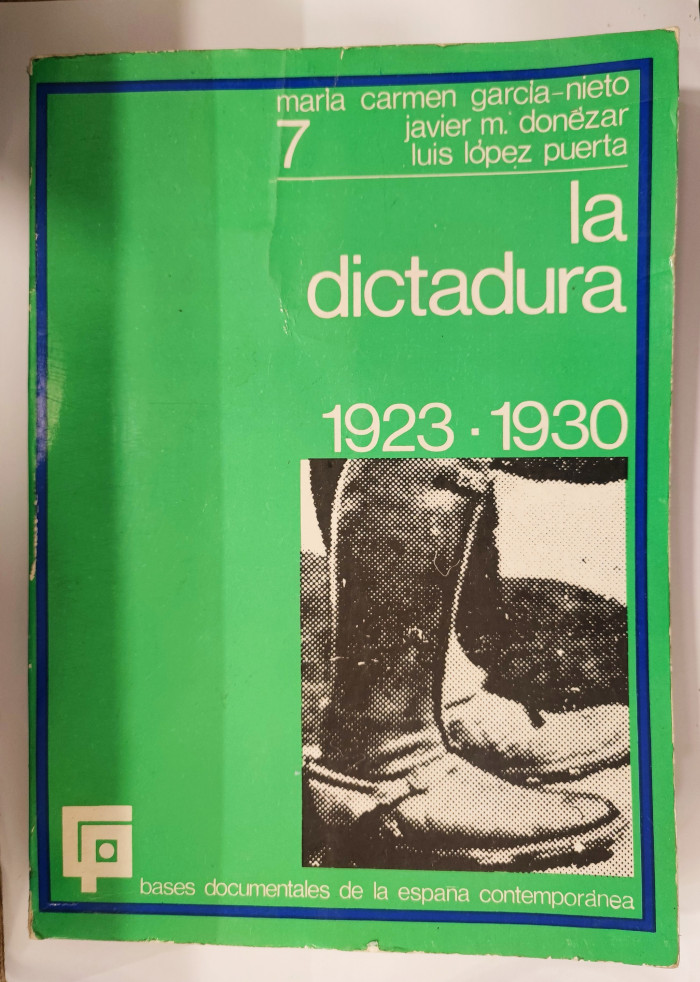 maría carmen garcía-nieto
7
javier m. donézar
luis lópez puerta
la
dictadura
1923 · 1930
bases documentales de la españa contemporánea